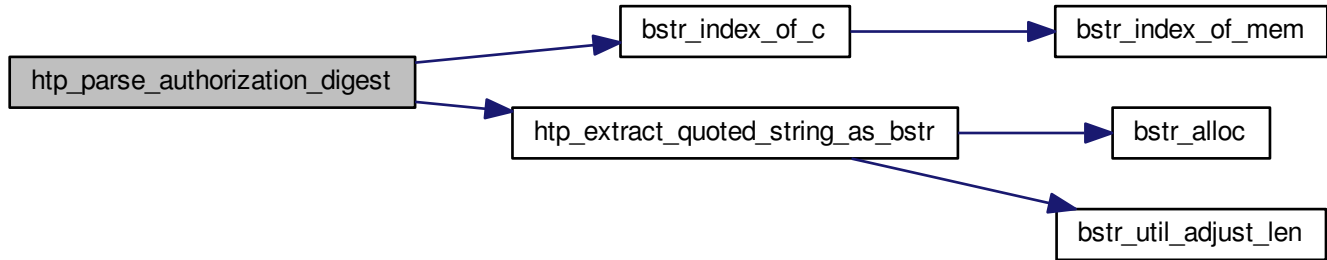 bstr_index_of_c
bstr_index_of_mem
htp_parse_authorization_digest
htp_extract_quoted_string_as_bstr
bstr_alloc
bstr_util_adjust_len